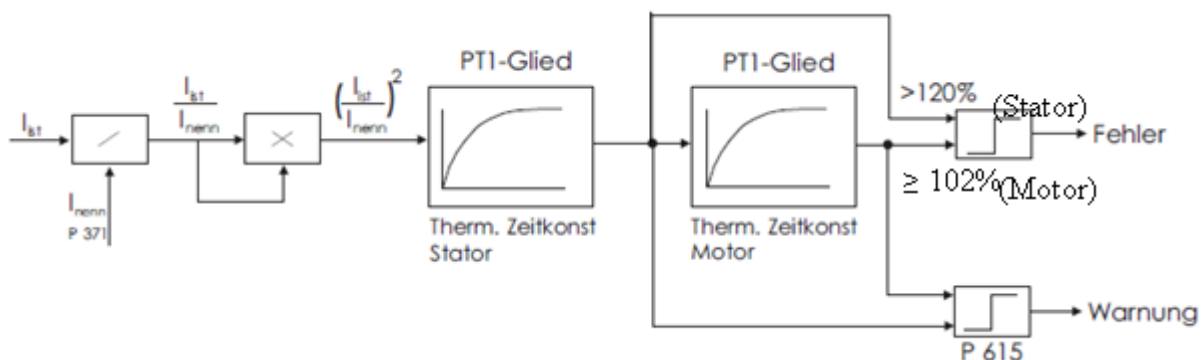 PT1-Glied
PT1-Glied
>120%
(Stator)
Fehler
≥ 102%
(Motor)
I_ist
I_ist
I_nenn
(I_ist
I_nenn)²
I_nenn
P 371
Therm. Zeitkonst
Stator
Therm. Zeitkonst
Motor
Warnung
P 615